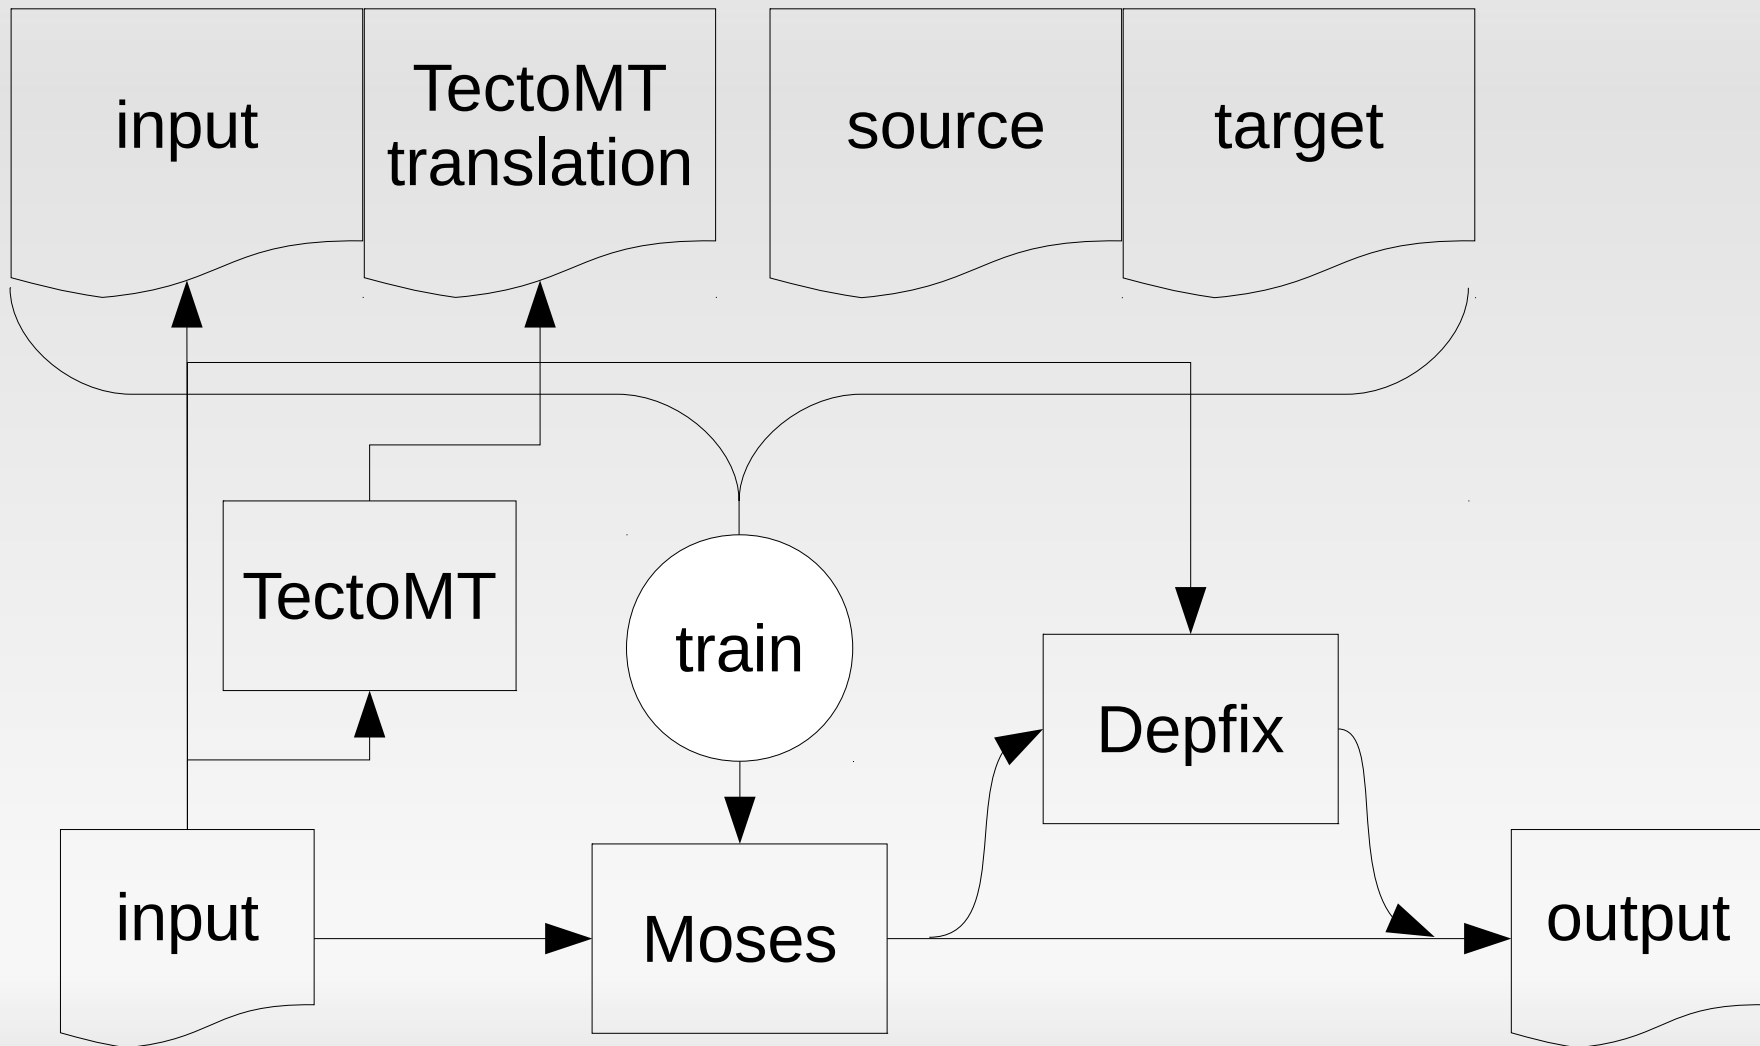 input
TectoMT
translation
source
target
TectoMT
train
Depfix
input
Moses
output